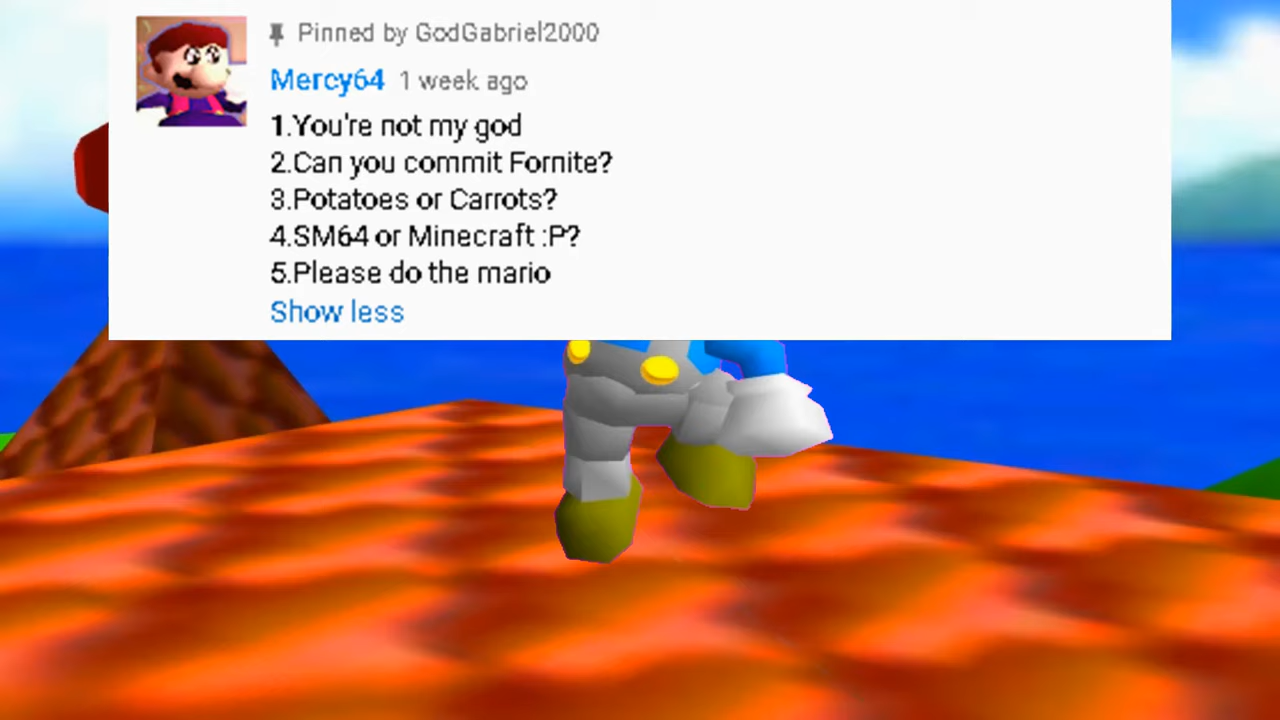 Pinned by GodGabriel2000
Mercy64 1 week ago
1.You're not my god
2.Can you commit Fornite?
3.Potatoes or Carrots?
4.SM64 or Minecraft :P?
5.Please do the mario
Show less